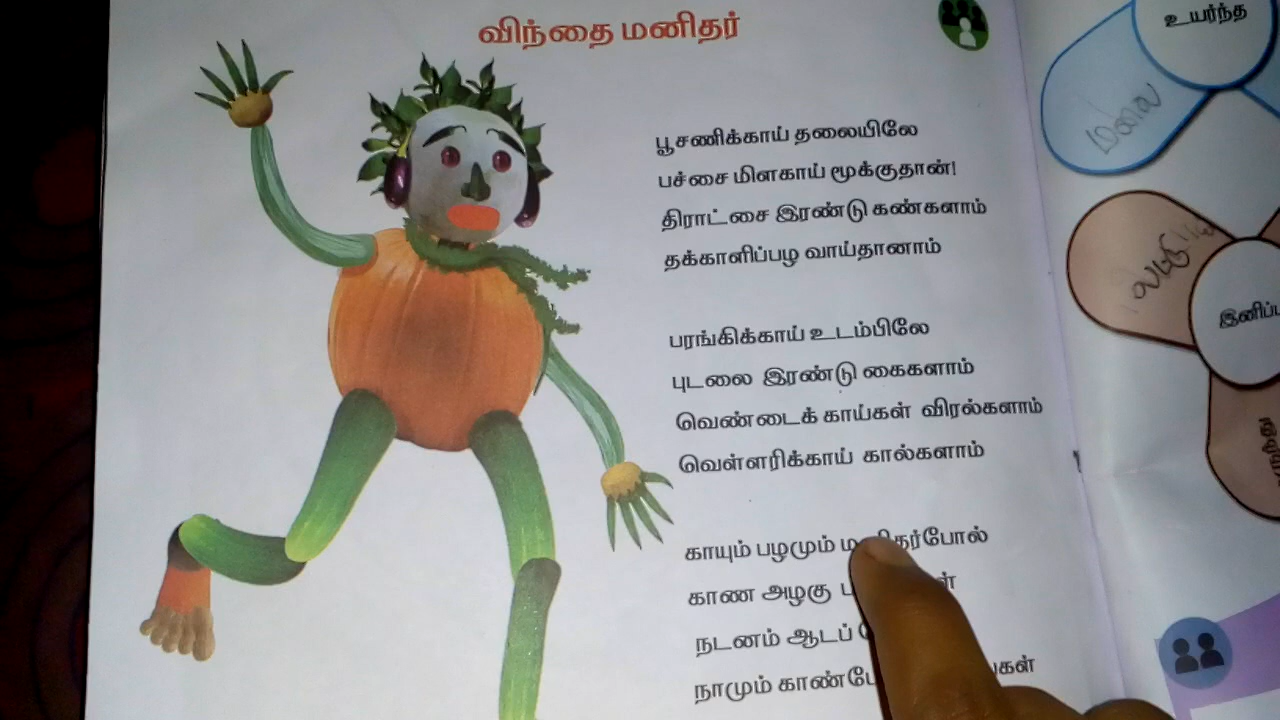 விந்தை மனிதர்
பூசணிக்காய் தலையிலே
பச்சை மிளகாய் மூக்குதான்!
திராட்சை இரண்டு கண்களாம்
தக்காளிப்பழ வாய்தானாம்
பரங்கிக்காய் உடம்பிலே
புடலை இரண்டு கைகளாம்
வெண்டைக் காய்கள் விரல்களாம்
வெள்ளரிக்காய் கால்களாம்
காயும் பழமும்
காண அழகு
நடனம் ஆடப்
நாமும்
உயர்ந்த